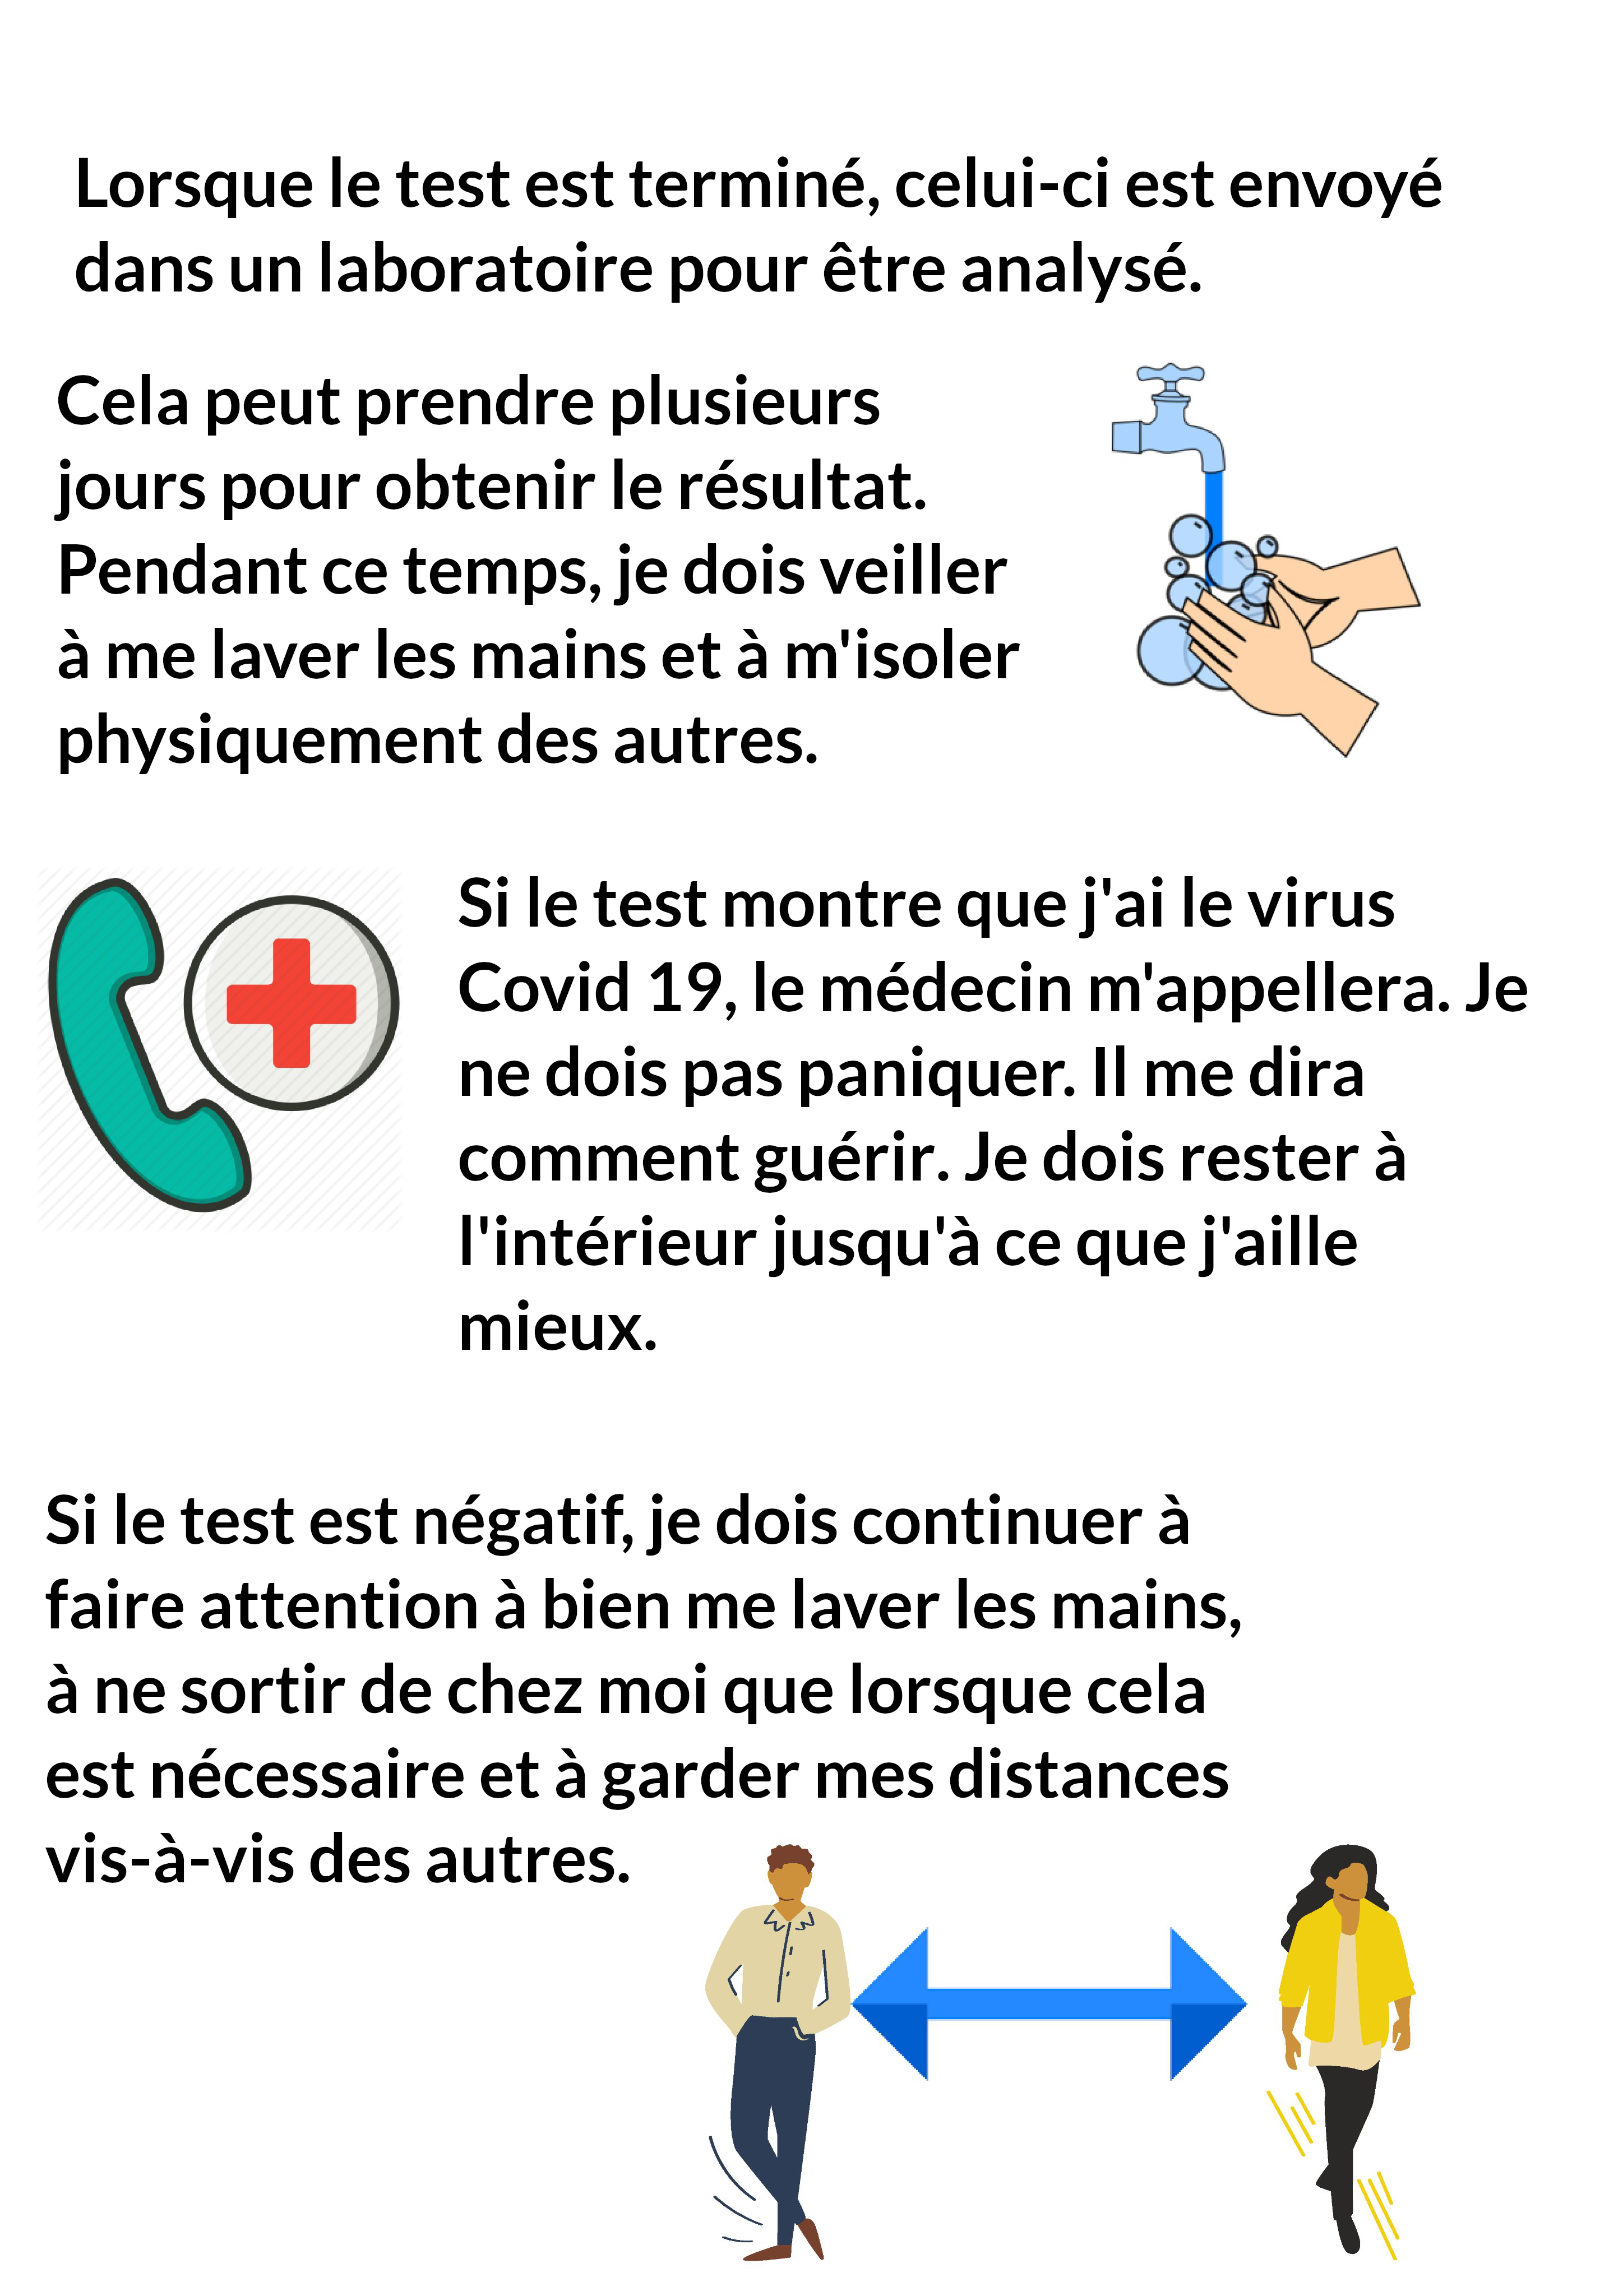 Lorsque le test est terminé, celui-ci est envoyé
dans un laboratoire pour être analysé.
Cela peut prendre plusieurs
jours pour obtenir le résultat.
Pendant ce temps, je dois veiller
à me laver les mains et à m'isoler
physiquement des autres.
Si le test montre que j'ai le virus
Covid 19, le médecin m'appellera. Je
ne dois pas paniquer. Il me dira
comment guérir. Je dois rester à
l'intérieur jusqu'à ce que j'aille
mieux.
Si le test est négatif, je dois continuer à
faire attention à bien me laver les mains,
à ne sortir de chez moi que lorsque cela
est nécessaire et à garder mes distances
vis-à-vis des autres.